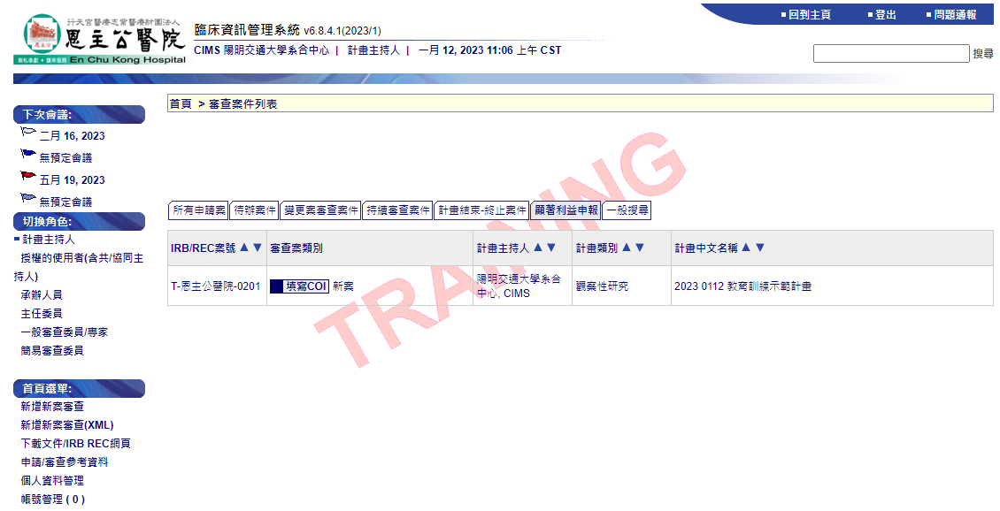 行天宮醫療志業醫療財團法人
恩主公醫院
En Chu Kong Hospital
臨床資訊管理系統 v6.8.4.1(2023/1)
CIMS 陽明交通大學系合中心 | 計畫主持人 | 一月 12, 2023 11:06 上午 CST
回到主頁 登出 問題通報
搜尋
首頁 > 審查案件列表
下次會議:
二月 16, 2023
無預定會議
五月 19, 2023
無預定會議
切換角色:
計畫主持人
授權的使用者(含共/協同主
持人)
承辦人員
主任委員
一般審查委員/專家
簡易審查委員
首頁選單:
新增新案審查
新增新案審查(XML)
下載文件/IRB REC網頁
申請/審查參考資料
個人資料管理
帳號管理 ( 0 )
所有申請案 待辦案件 變更案審查案件 持續審查案件 計畫結束-終止案件 顯著利益申報 一般搜尋
IRB/REC案號 ▲▼ 審查案類別 計畫主持人 ▲▼ 計畫類別 ▲▼ 計畫中文名稱 ▲▼
T-恩主公醫院-0201 填寫COI 新案 陽明交通大學系合 觀察性研究 2023 0112 教育訓練示範計畫
中心, CIMS
TRAINING